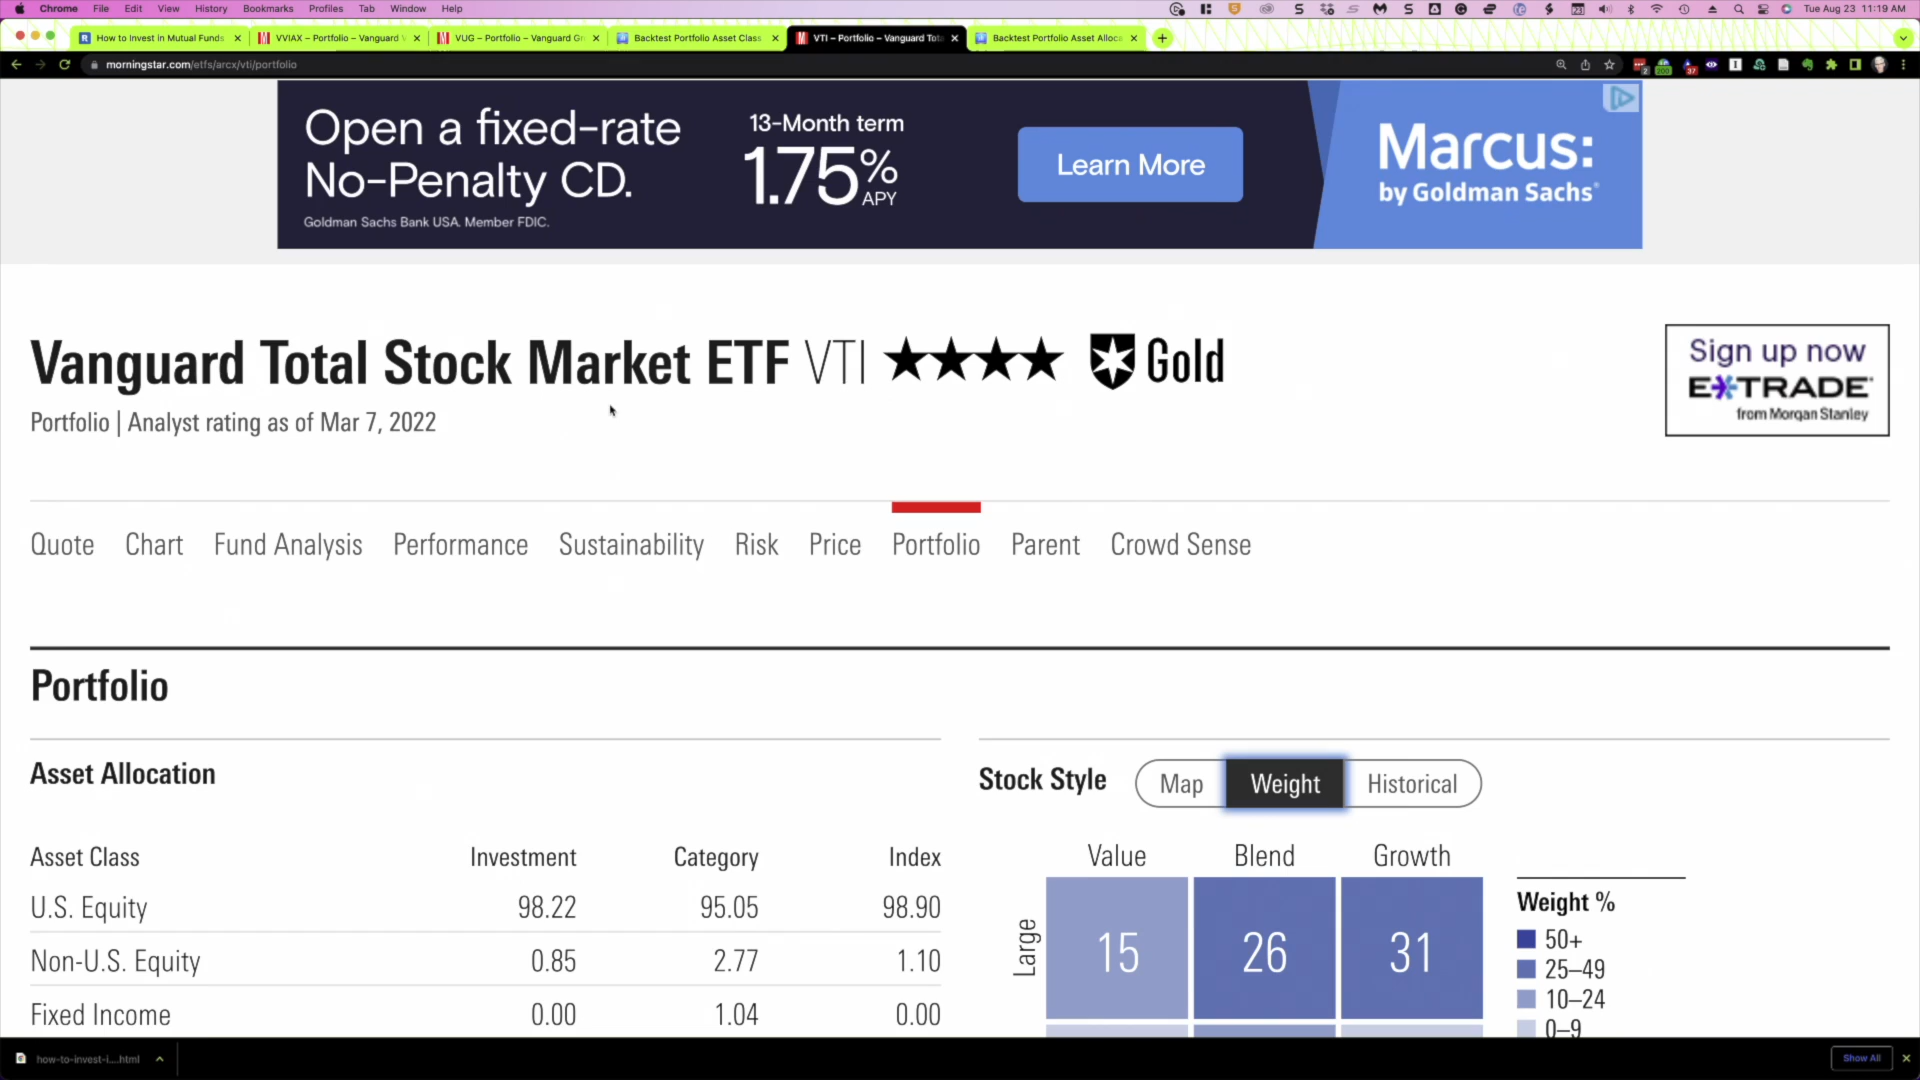 Chrome File Edit View History Bookmarks Profiles Tab Window Help Tue Aug 23 11:19 AM
How to Invest in Mutual Funds VVIAX – Portfolio – Vanguard VUG – Portfolio – Vanguard Backtest Portfolio Asset Class VTI – Portfolio – Vanguard Backtest Portfolio Asset
morningstar.com/etfs/arcx/vti/portfolio
Open a fixed-rate
No-Penalty CD.
Goldman Sachs Bank USA. Member FDIC.
13-Month term
1.75%
APY
Learn More
Marcus:
by Goldman Sachs®
Vanguard Total Stock Market ETF VTI ★★★★ Gold
Portfolio | Analyst rating as of Mar 7, 2022
Sign up now
E*TRADE
from Morgan Stanley
Quote Chart Fund Analysis Performance Sustainability Risk Price Portfolio Parent Crowd Sense
Portfolio
Asset Allocation
Asset Class Investment Category Index
U.S. Equity 98.22 95.05 98.90
Non-U.S. Equity 0.85 2.77 1.10
Fixed Income 0.00 1.04 0.00
Stock Style Map Weight Historical
Value Blend Growth
Large 15 26 31
Weight %
50+
25–49
10–24
0–9
how-to-invest-i....html
Show All